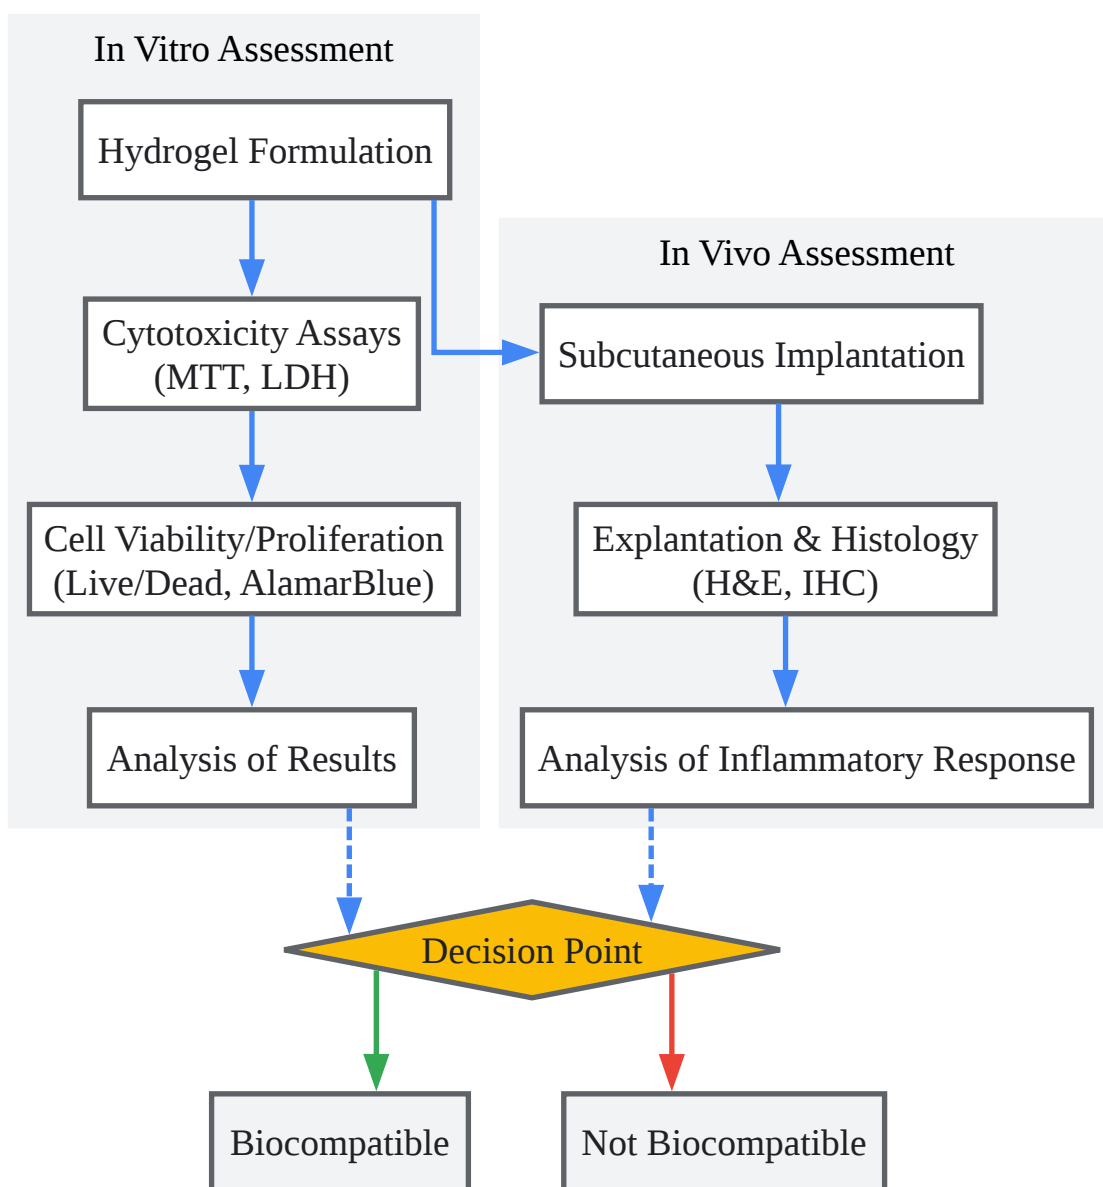 In Vitro Assessment
Hydrogel Formulation
Cytotoxicity Assays
(MTT, LDH)
Cell Viability/Proliferation
(Live/Dead, AlamarBlue)
Analysis of Results
In Vivo Assessment
Subcutaneous Implantation
Explantation & Histology
(H&E, IHC)
Analysis of Inflammatory Response
Decision Point
Biocompatible
Not Biocompatible